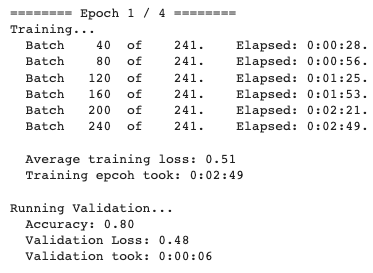 ======== Epoch 1 / 4 ========
Training...
  Batch    40  of    241.    Elapsed: 0:00:28.
  Batch    80  of    241.    Elapsed: 0:00:56.
  Batch   120  of    241.    Elapsed: 0:01:25.
  Batch   160  of    241.    Elapsed: 0:01:53.
  Batch   200  of    241.    Elapsed: 0:02:21.
  Batch   240  of    241.    Elapsed: 0:02:49.
  Average training loss: 0.51
  Training epcoh took: 0:02:49
Running Validation...
  Accuracy: 0.80
  Validation Loss: 0.48
  Validation took: 0:00:06